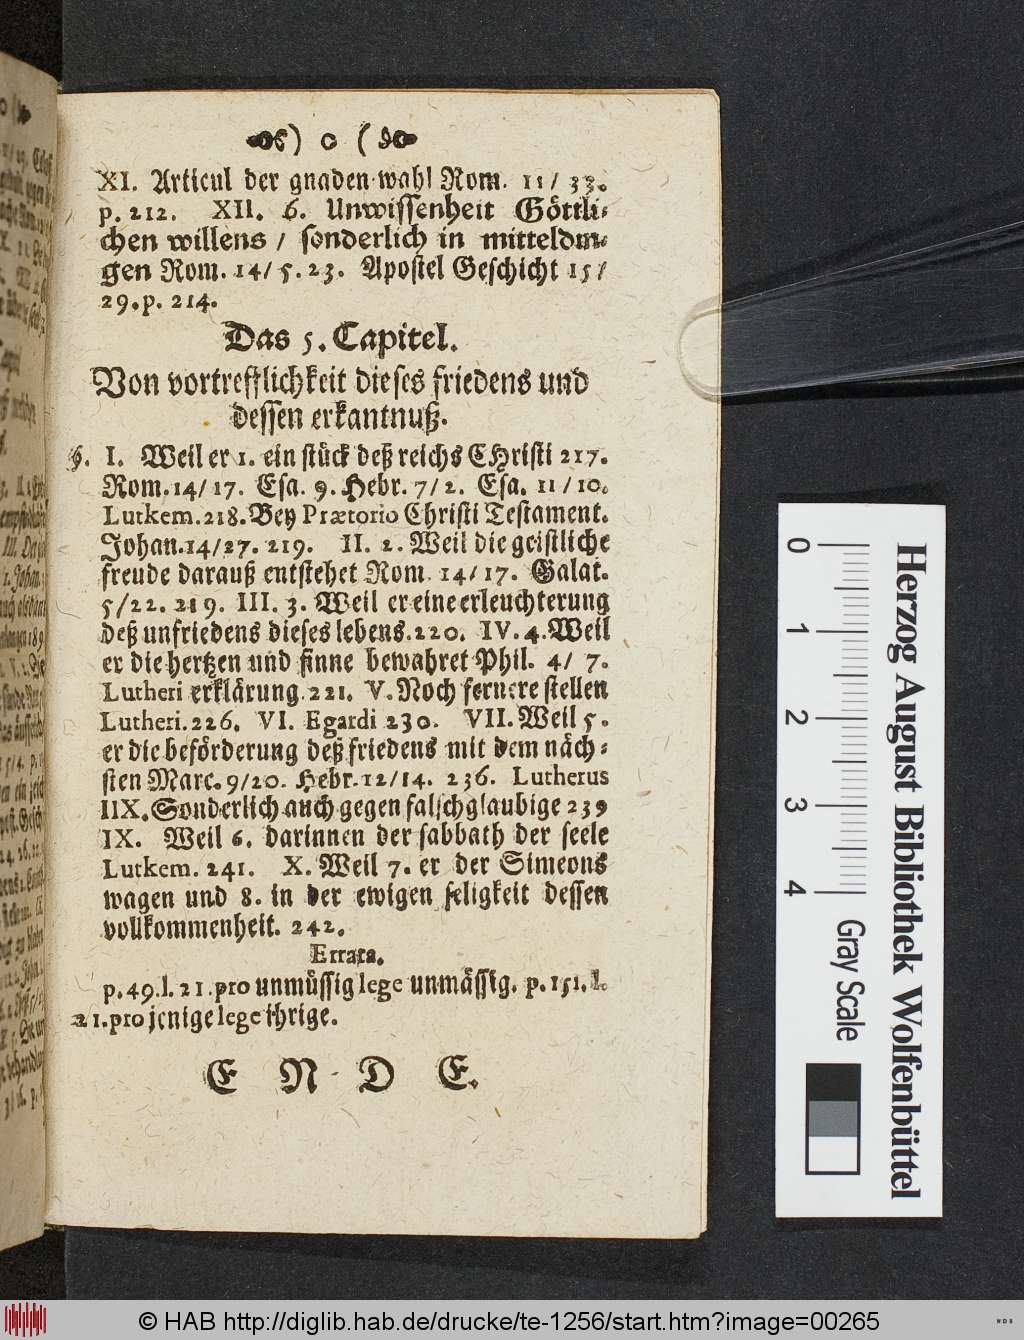 ) o (
XI. Articul der gnaden-wahl Rom. 11/ 33.
p. 212. XII. 6. Unwissenheit Göttli-
chen willens / sonderlich in mitteldin-
gen Rom. 14/ 5. 23. Apostel Geschicht 15/
29. p. 214.
Das 5. Capitel.
Von vortrefflichkeit dieses friedens und
dessen erkantnuß.
§. I. Weil er 1. ein stück deß reichs CHristi 217.
Rom. 14/ 17. Esa. 9. Hebr. 7/ 2. Esa. 11/ 10.
Lutkem. 218. Bey Prætorio Christi Testament.
Johan. 14/ 27. 219. II. 2. Weil die geistliche
freude darauß entstehet Rom. 14/ 17. Galat.
5/ 22. 219. III. 3. Weil er eine erleuchterung
deß unfriedens dieses lebens. 220. IV. 4. Weil
er die hertzen und sinne bewahret Phil. 4/ 7.
Lutheri erklärung. 221. V. Noch fernere stellen
Lutheri. 226. VI. Egardi 230. VII. Weil 5.
er die beförderung deß friedens mit dem näch-
sten Marc. 9/ 20. Hebr. 12/ 14. 236. Lutherus
IIX. Sonderlich auch gegen falschglaubige 239
IX. Weil 6. darinnen der sabbath der seele
Lutkem. 241. X. Weil 7. er der Simeons
wagen und 8. in der ewigen seligkeit dessen
vollkommenheit. 242.
Errata.
p. 49. l. 21. pro unmüssig lege unmässig. p. 151. l.
21. pro jenige lege ihrige.
E N D E.
0 1 2 3 4
Gray Scale
Herzog August Bibliothek Wolfenbüttel
© HAB http://diglib.hab.de/drucke/te-1256/start.htm?image=00265